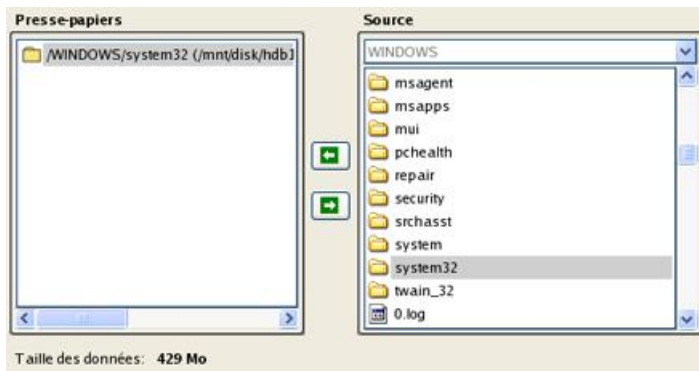 Presse-papiers
/WINDOWS/system32 (/mnt/disk/hdb1
Source
WINDOWS
msagent
msapps
mui
pchealth
repair
security
srchasst
system
system32
twain_32
0.log
Taille des données: 429 Mo